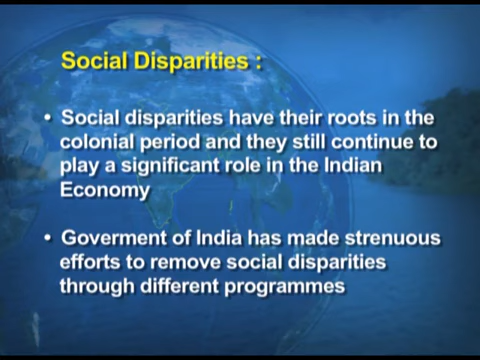 Social Disparities :
• Social disparities have their roots in the
colonial period and they still continue to
play a significant role in the Indian
Economy
• Goverment of India has made strenuous
efforts to remove social disparities
through different programmes